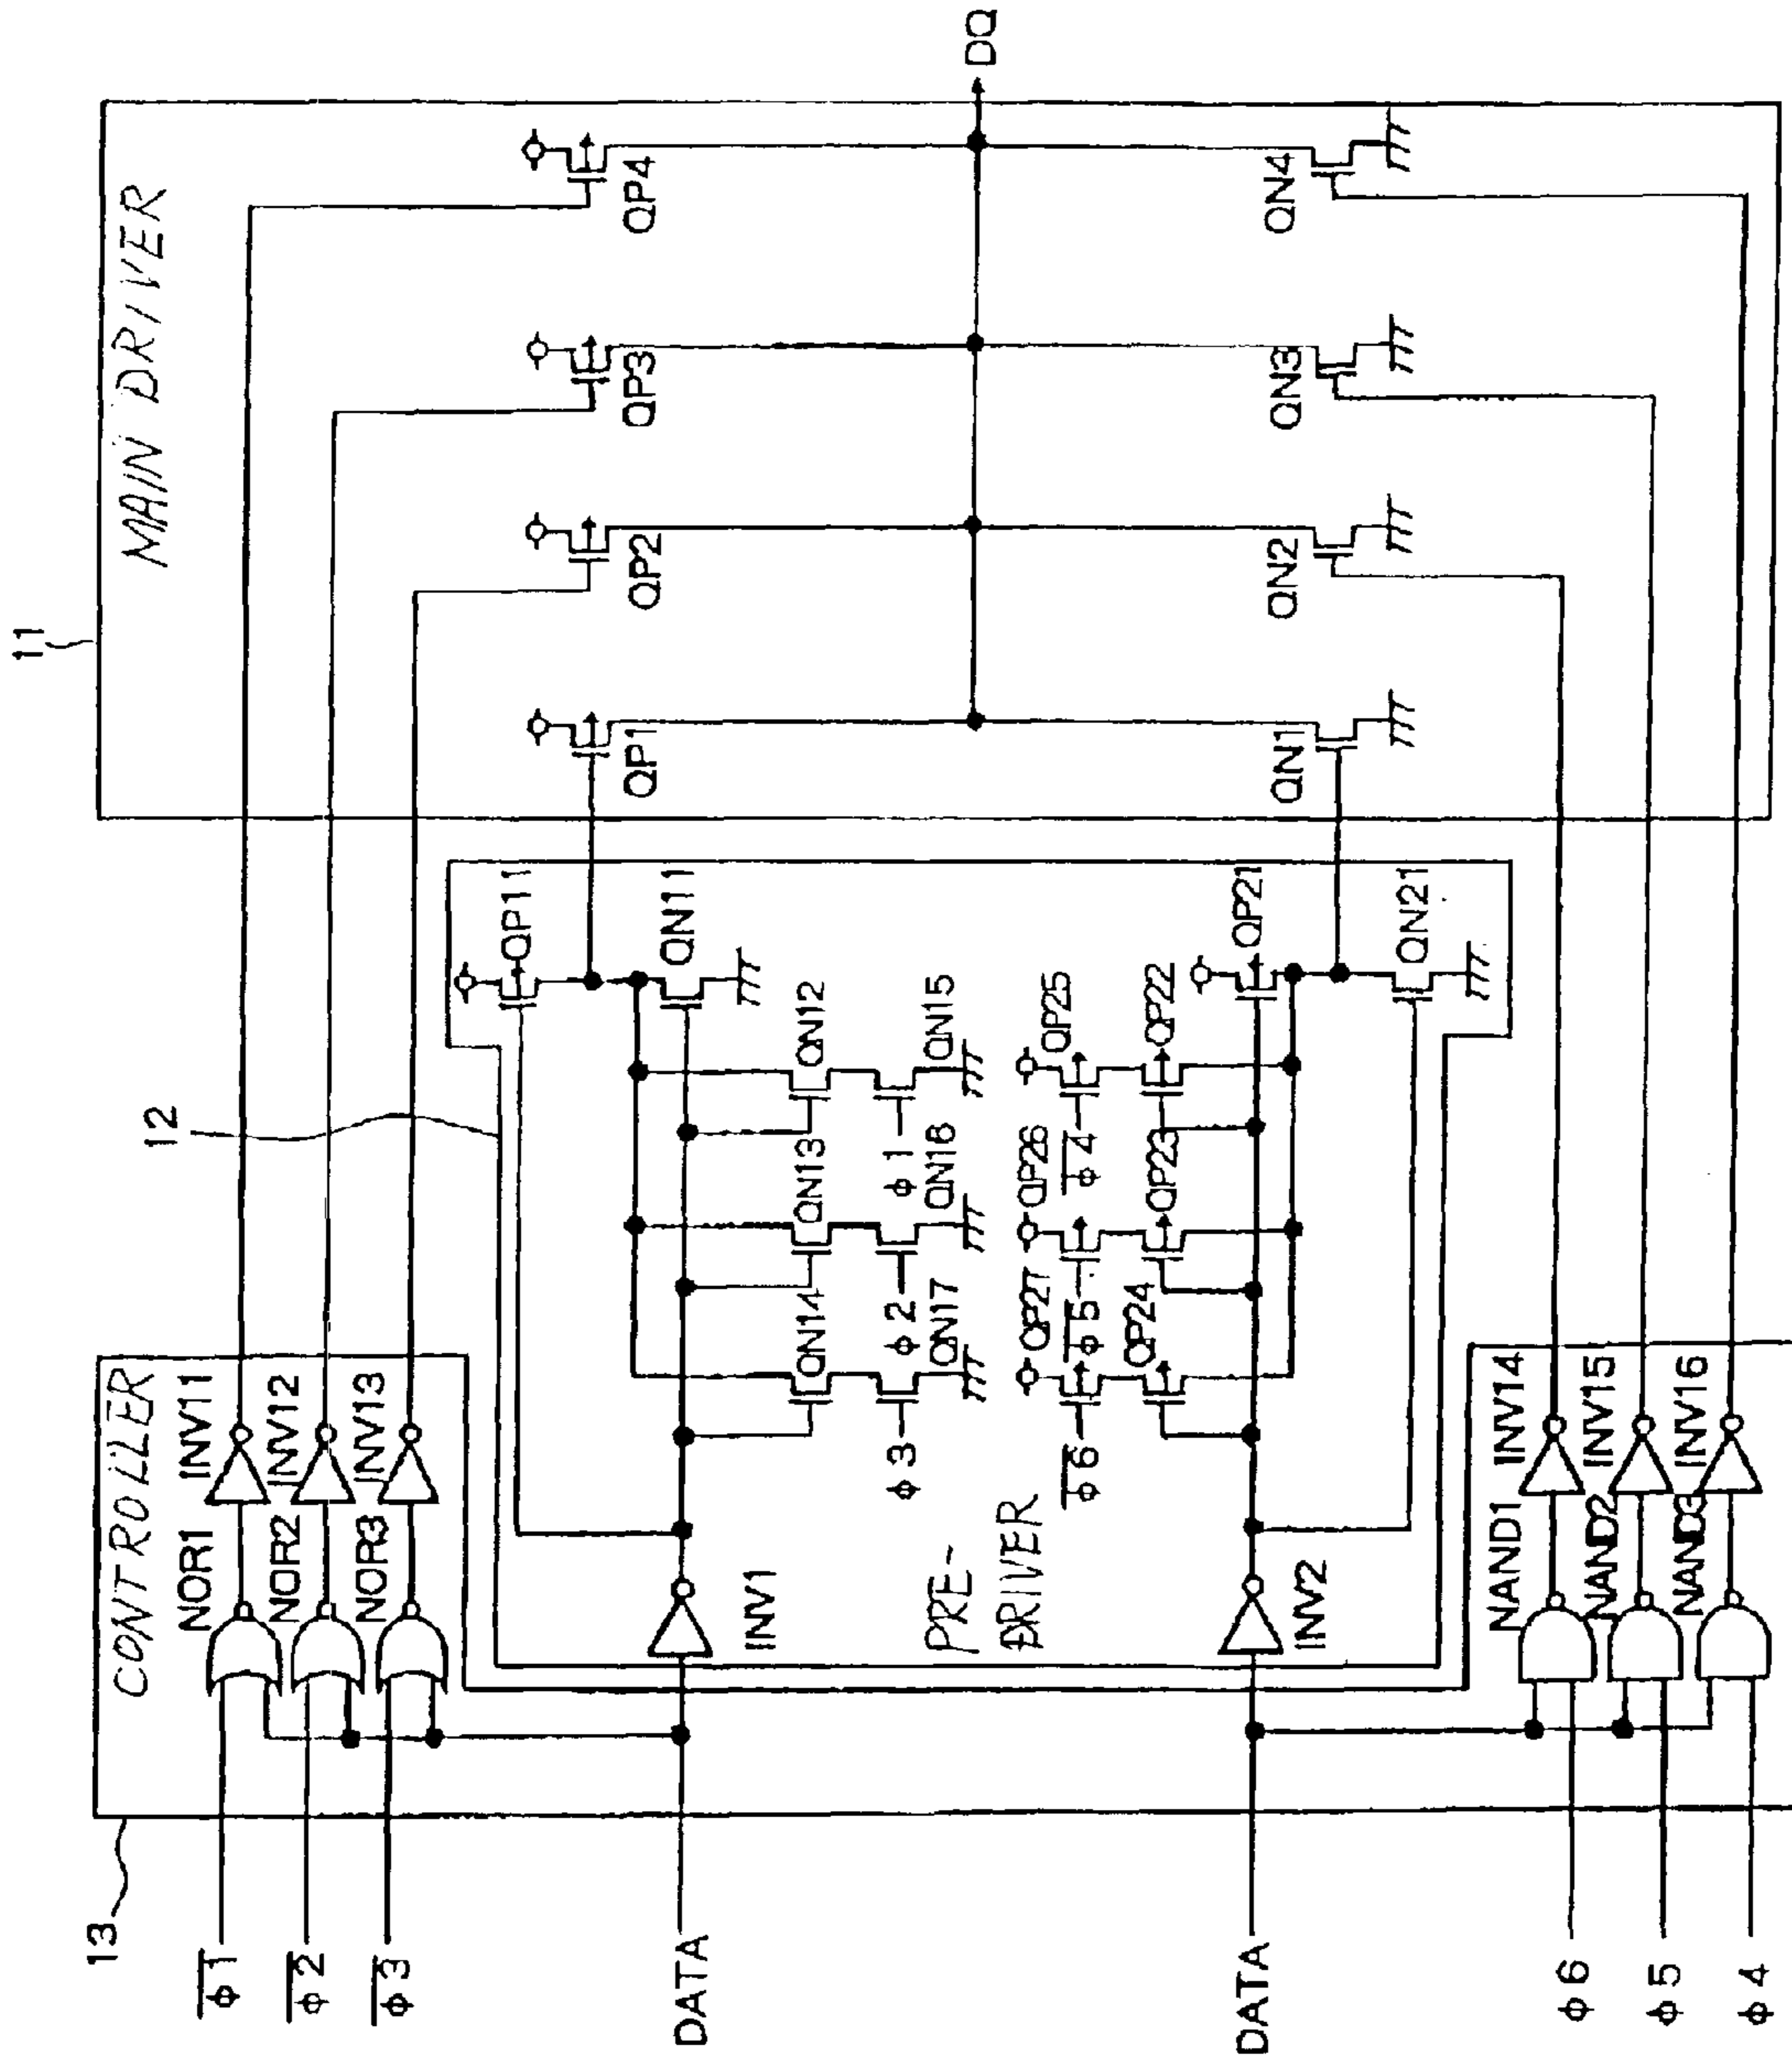 11
MAIN DRIVER
QP1
QP2
QP3
QP4
DQ
QN1
QN2
QN3
QN4
12
QP11
QN11
QN12
QN13
QN14
QN15
φ1
QN16
φ2
QN17
φ3
QP25
QP26
QP27
φ4
φ5
φ6
QP22
QP23
QP24
QP21
QN21
PRE-
DRIVER
INV1
INV2
13
CONTROLLER
NOR1 INV11
NOR2 INV12
NOR3 INV13
NAND1 INV14
NAND2 INV15
NAND3 INV16
φ1
φ2
φ3
DATA
DATA
φ6
φ5
φ4